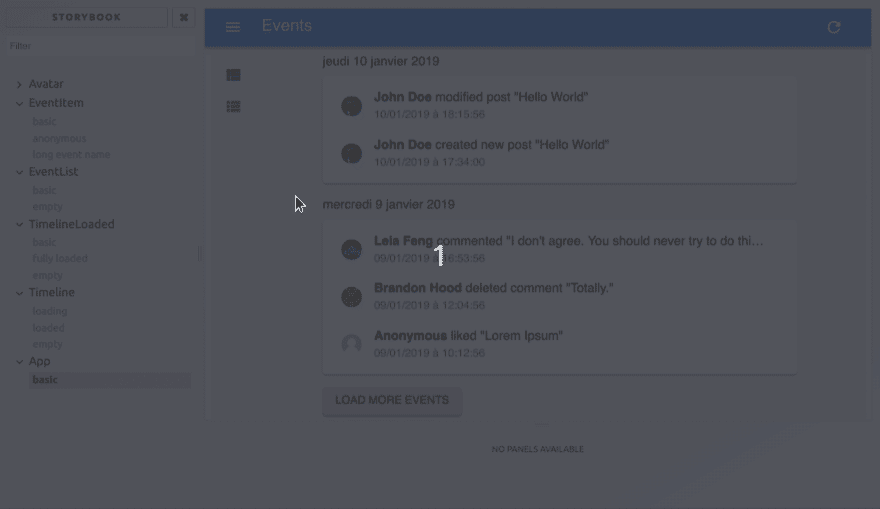 STORYBOOK
Filter
Avatar
EventItem
basic
anonymous
long event name
EventList
basic
empty
TimelineLoaded
basic
fully loaded
empty
Timeline
loading
loaded
empty
App
basic
Events
jeudi 10 janvier 2019
John Doe modified post "Hello World"
10/01/2019 à 18:15:56
John Doe created new post "Hello World"
10/01/2019 à 17:34:00
mercredi 9 janvier 2019
Leia Feng commented "I don't agree. You should never try to do thi...
09/01/2019 à 16:53:56
1
Brandon Hood deleted comment "Totally."
09/01/2019 à 12:04:56
Anonymous liked "Lorem Ipsum"
09/01/2019 à 10:12:56
LOAD MORE EVENTS
NO PANELS AVAILABLE